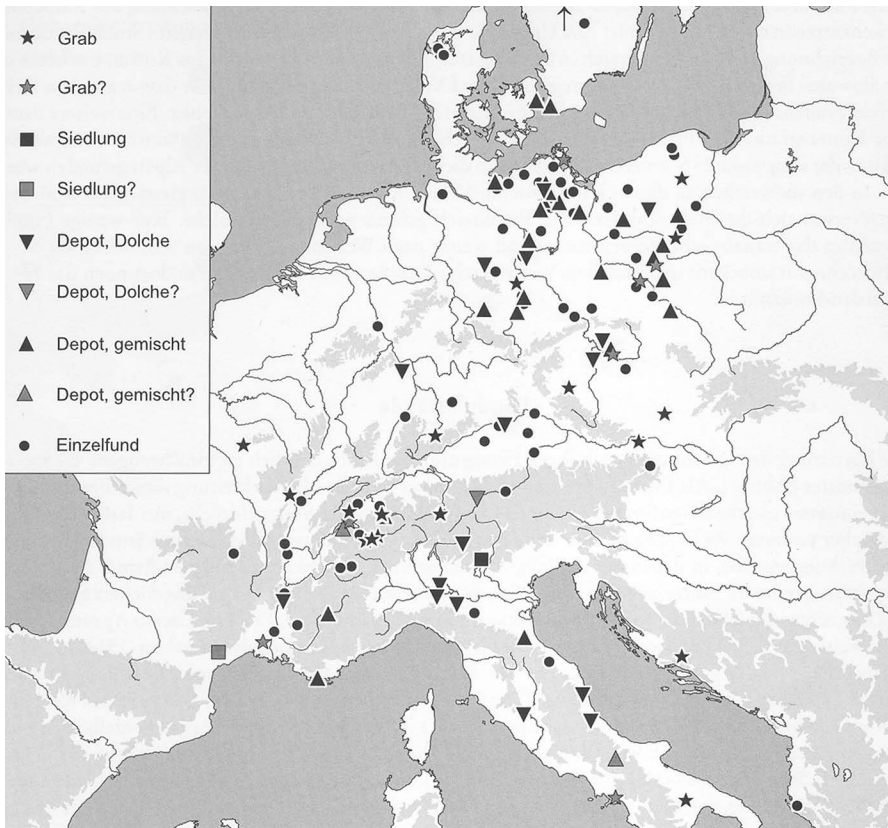 Grab
Grab?
Siedlung
Siedlung?
Depot, Dolche
Depot, Dolche?
Depot, gemischt
Depot, gemischt?
Einzelfund